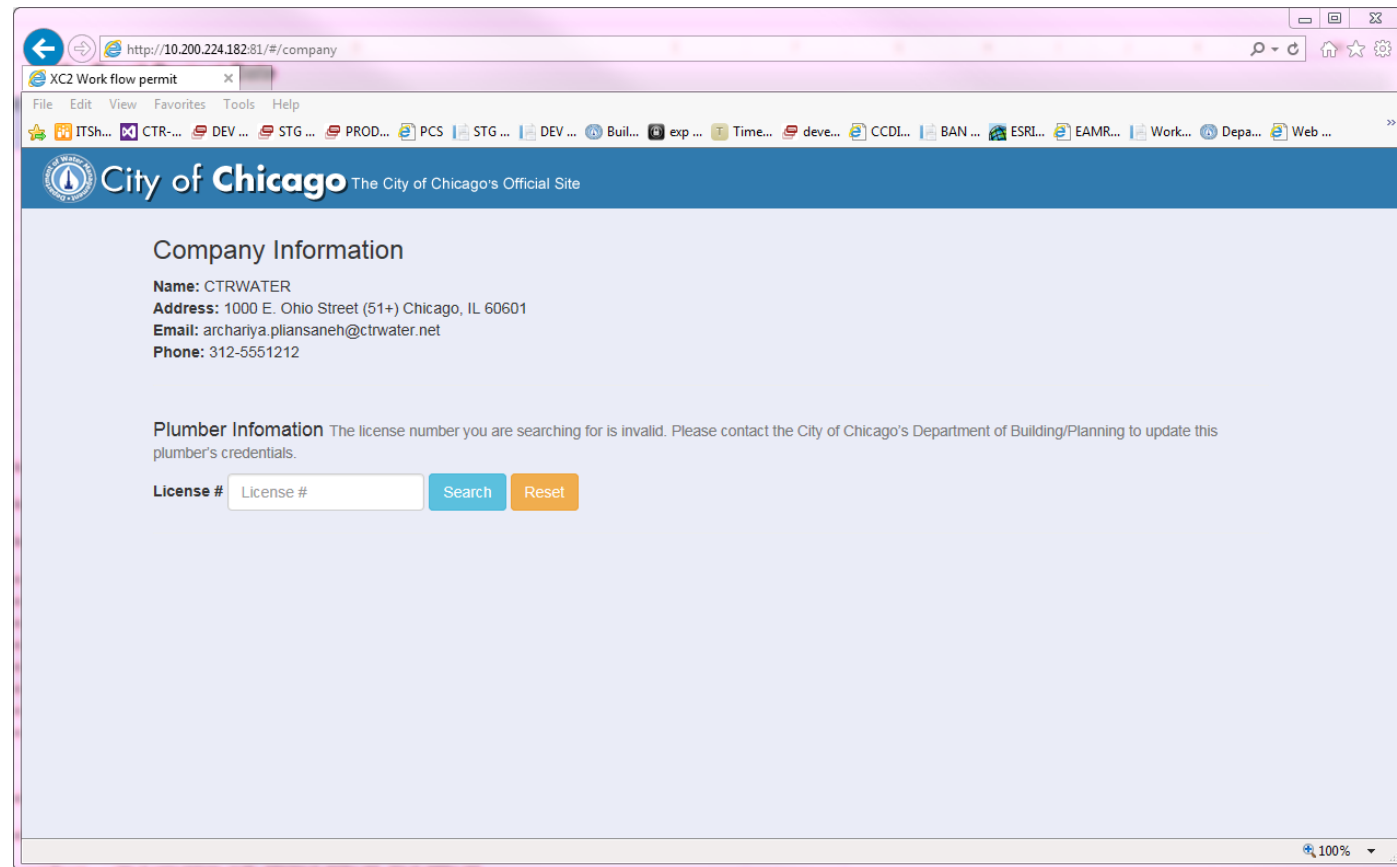 http://10.200.224.182:81/#/company
XC2 Work flow permit
File Edit View Favorites Tools Help
ITSh... CTR-... DEV ... STG ... PROD... PCS STG ... DEV ... Buil... exp ... Time... deve... CCDI... BAN ... ESRI... EAMR... Work... Depa... Web ...
City of Chicago The City of Chicago's Official Site
Company Information
Name: CTRWATER
Address: 1000 E. Ohio Street (51+) Chicago, IL 60601
Email: archariya.pliansaneh@ctrwater.net
Phone: 312-5551212
Plumber Infomation The license number you are searching for is invalid. Please contact the City of Chicago's Department of Building/Planning to update this
plumber's credentials.
License # License # Search Reset
100%